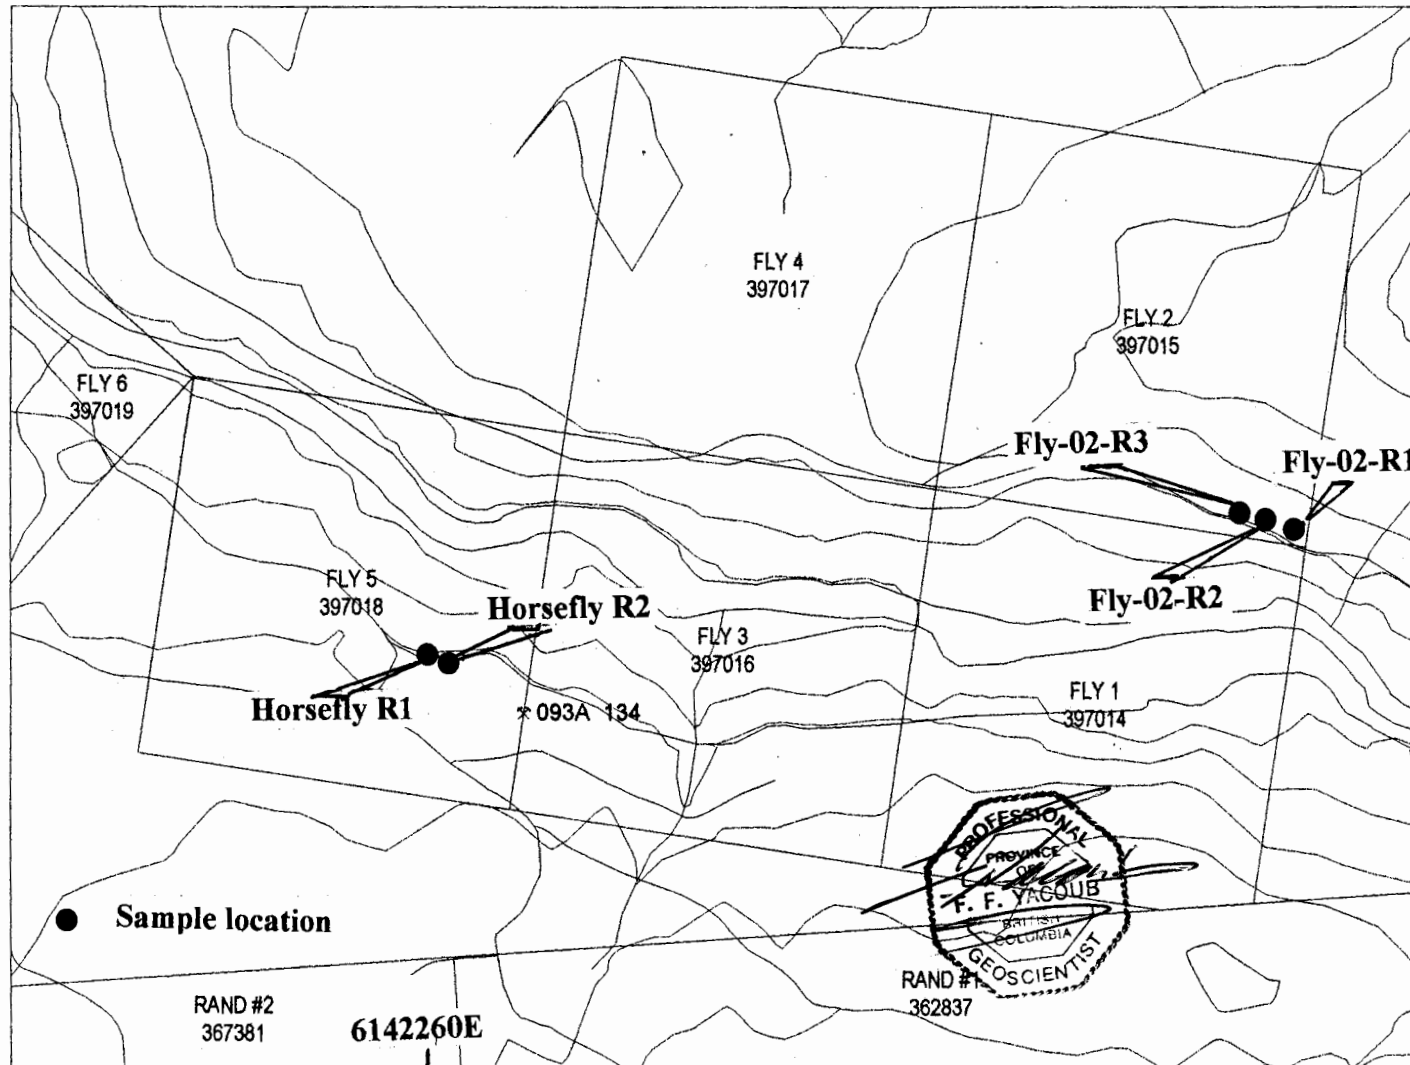 FLY 4
397017
FLY 2
397015
FLY 6
397019
Fly-02-R3
Fly-02-R1
FLY 5
397018
Horsefly R2
Fly-02-R2
FLY 3
397016
Horsefly R1
093A 134
FLY 1
397014
PROFESSIONAL
PROVINCE
OF
F. F. YACOUB
BRITISH
COLUMBIA
GEOSCIENTIST
Sample location
RAND #1
362837
RAND #2
367381
6142260E